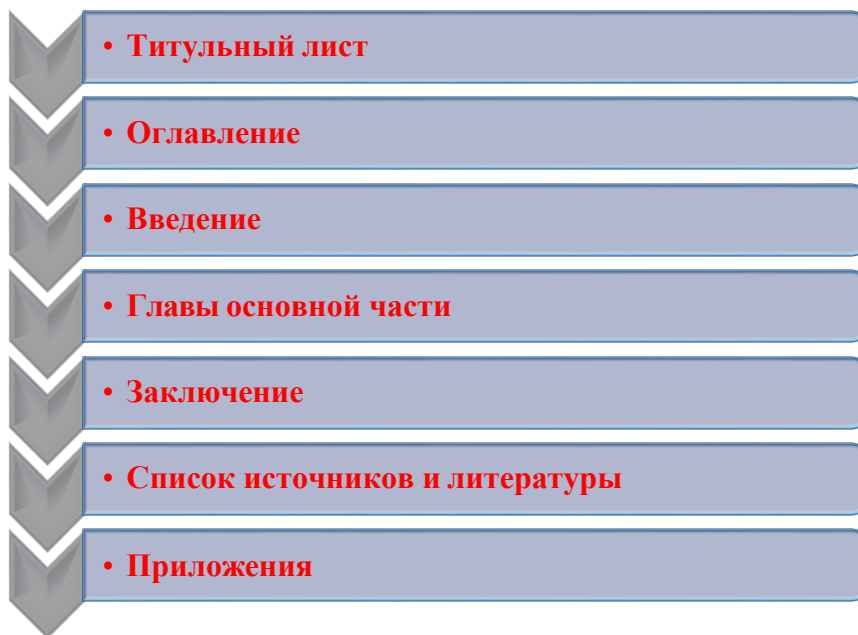 • Титульный лист
• Оглавление
• Введение
• Главы основной части
• Заключение
• Список источников и литературы
• Приложения